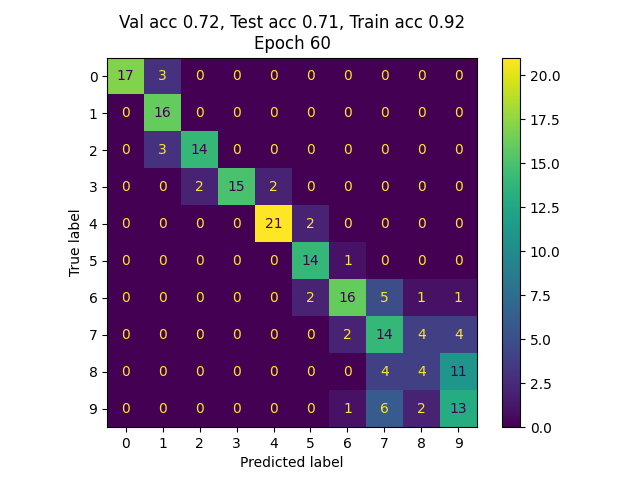 Val acc 0.72, Test acc 0.71, Train acc 0.92
Epoch 60
0 17 3 0 0 0 0 0 0 0 0
1 0 16 0 0 0 0 0 0 0 0
2 0 3 14 0 0 0 0 0 0 0
3 0 0 2 15 2 0 0 0 0 0
4 0 0 0 0 21 2 0 0 0 0
5 0 0 0 0 0 14 1 0 0 0
6 0 0 0 0 0 2 16 5 1 1
7 0 0 0 0 0 0 2 14 4 4
8 0 0 0 0 0 0 0 4 4 11
9 0 0 0 0 0 0 1 6 2 13
0 1 2 3 4 5 6 7 8 9
Predicted label
True label
20.0
17.5
15.0
12.5
10.0
7.5
5.0
2.5
0.0